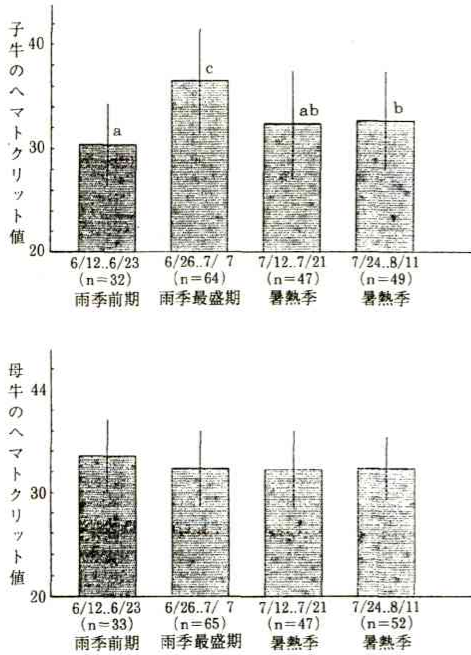 子牛のヘマトクリット値
40
30
20
a
c
ab
b
6/12..6/23
6/26..7/ 7
7/12..7/21
7/24..8/11
(n=32)
(n=64)
(n=47)
(n=49)
雨季前期
雨季最盛期
暑熱季
暑熱季
母牛のヘマトクリット値
44
30
20
6/12..6/23
6/26..7/ 7
7/12..7/21
7/24..8/11
(n=33)
(n=65)
(n=47)
(n=52)
雨季前期
雨季最盛期
暑熱季
暑熱季